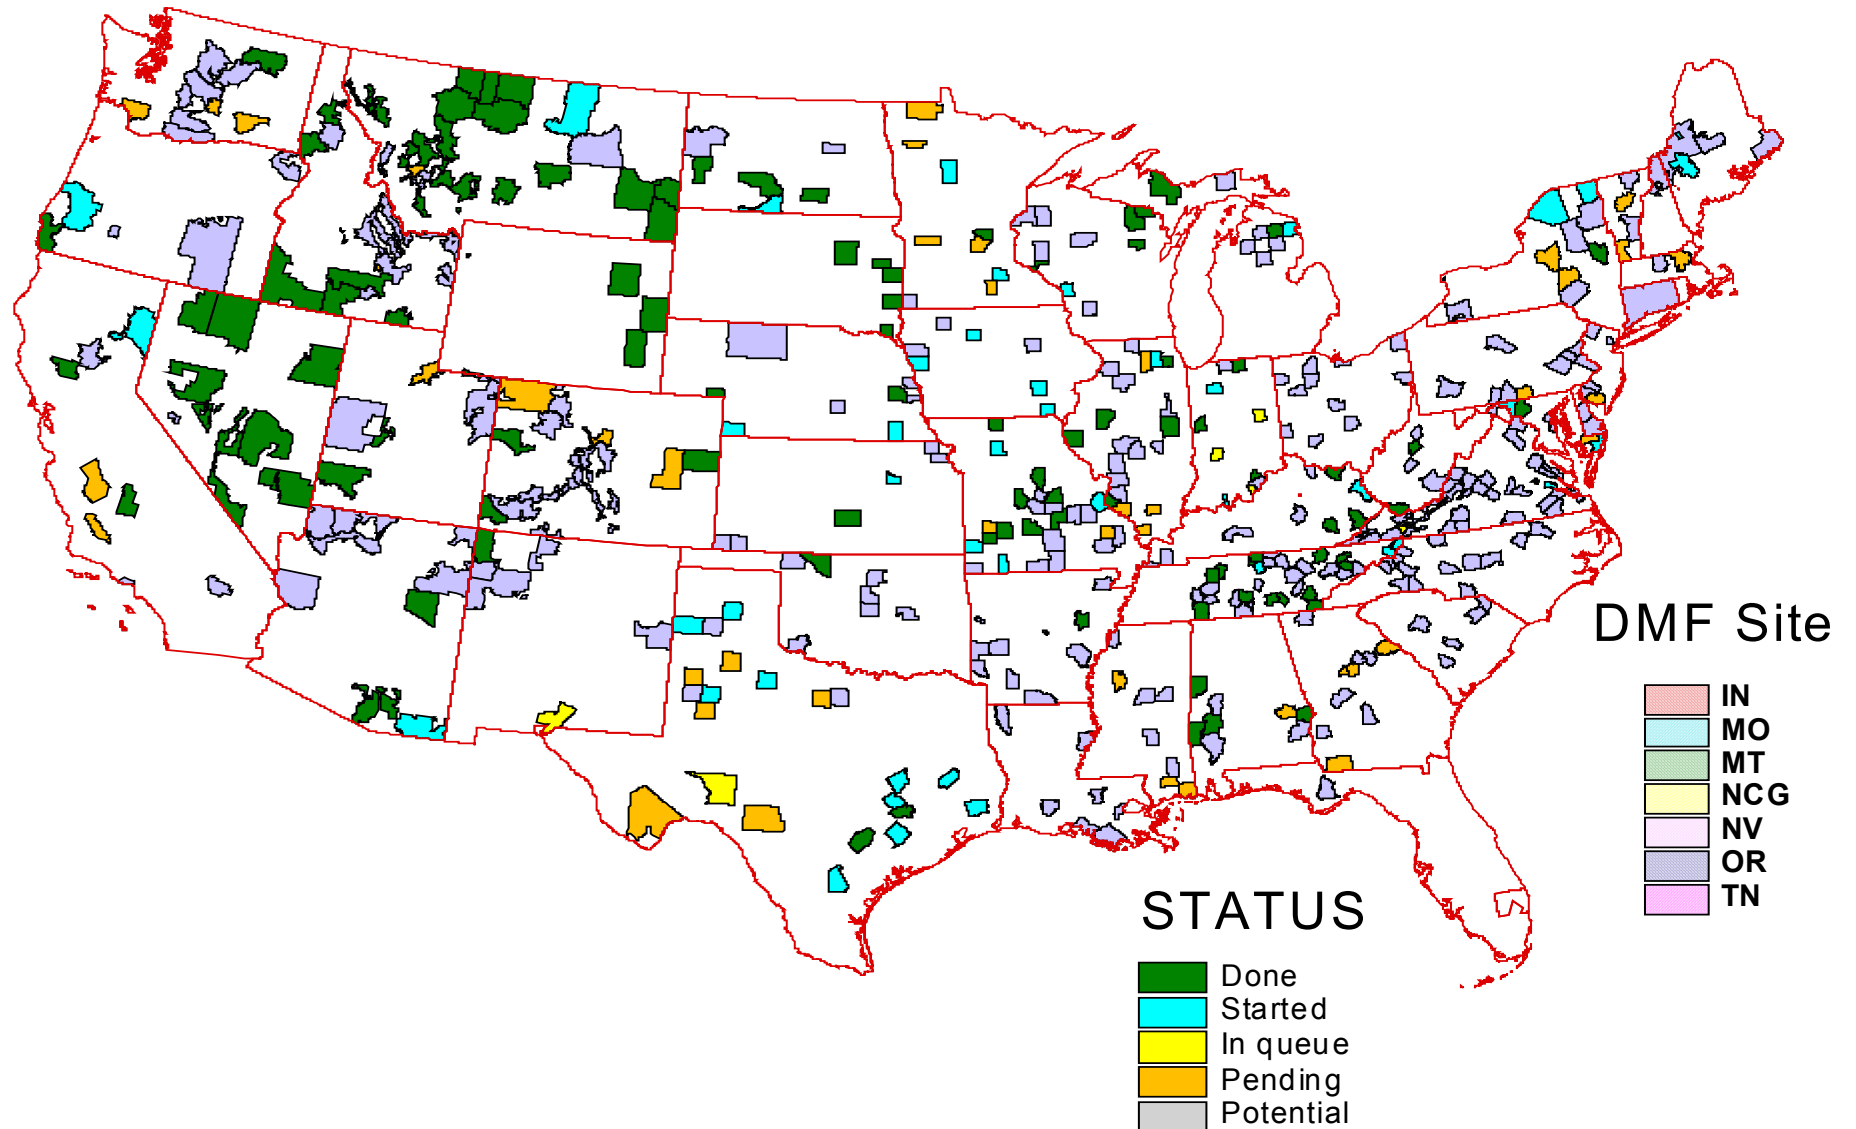 DMF Site
IN
MO
MT
NCG
NV
OR
TN
STATUS
Done
Started
In queue
Pending
Potential